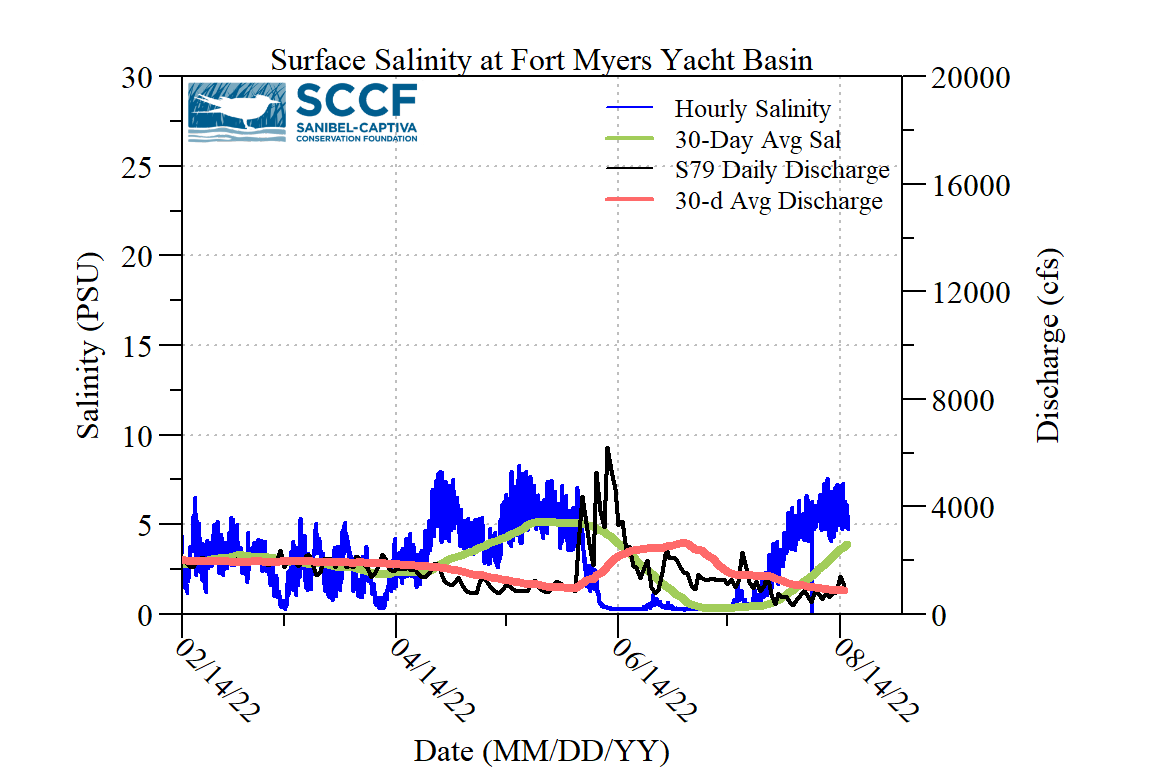 Surface Salinity at Fort Myers Yacht Basin
SCCF
SANIBEL-CAPTIVA
CONSERVATION FOUNDATION
Hourly Salinity
30-Day Avg Sal
S79 Daily Discharge
30-d Avg Discharge
30
25
20
15
10
5
0
Salinity (PSU)
20000
16000
12000
8000
4000
0
Discharge (cfs)
02/14/22
04/14/22
06/14/22
08/14/22
Date (MM/DD/YY)